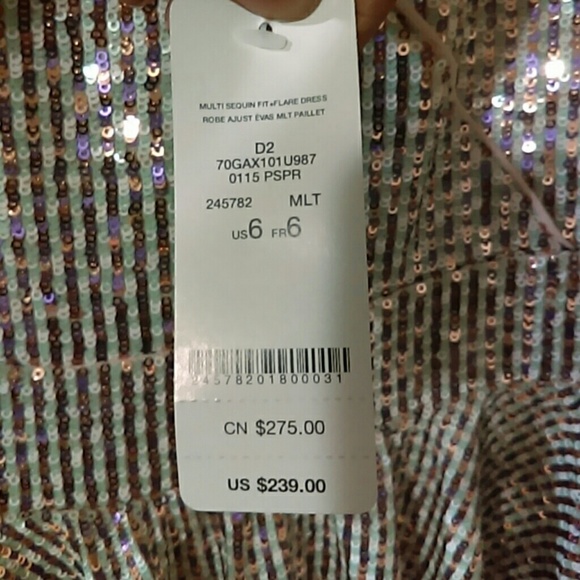 MULTI SEQUIN FIT+FLARE DRESS
ROBE AJUST ÉVAS MLT PAILLET
D2
70GAX101U987
0115 PSPR
245782 MLT
US6 FR6
24578201800031
CN $275.00
US $239.00